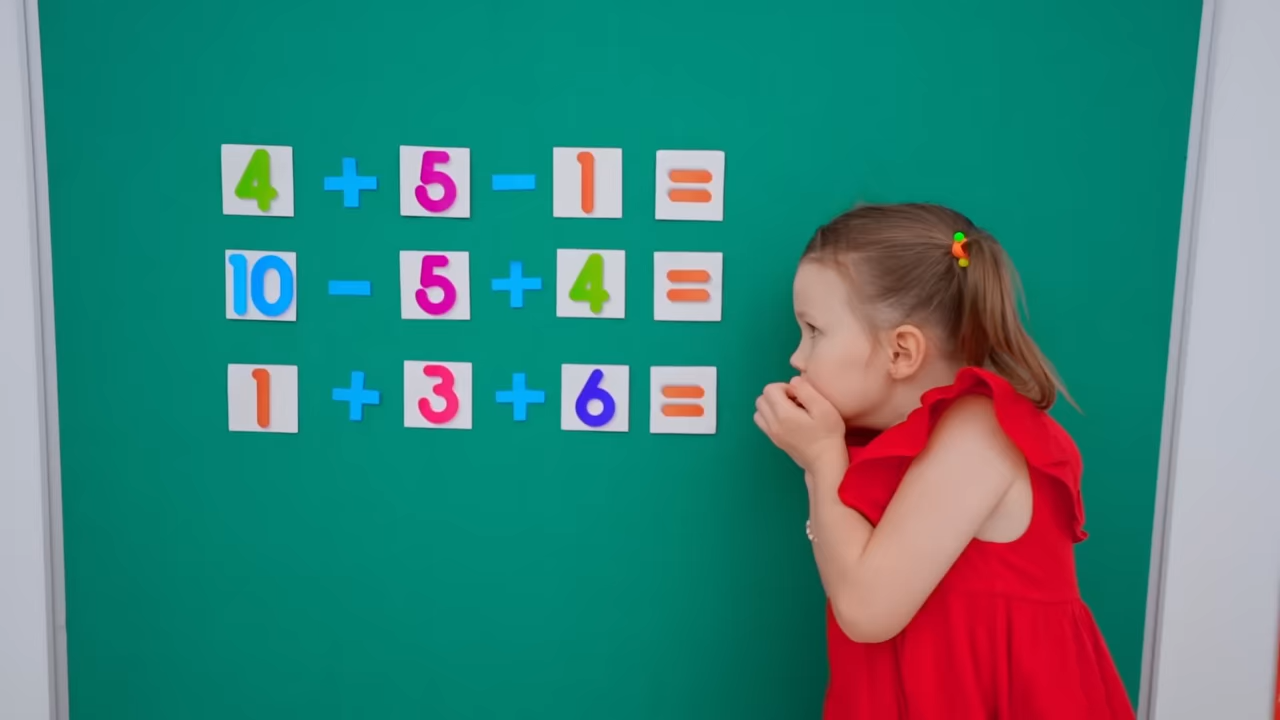 4 + 5 - 1 =
10 - 5 + 4 =
1 + 3 + 6 =